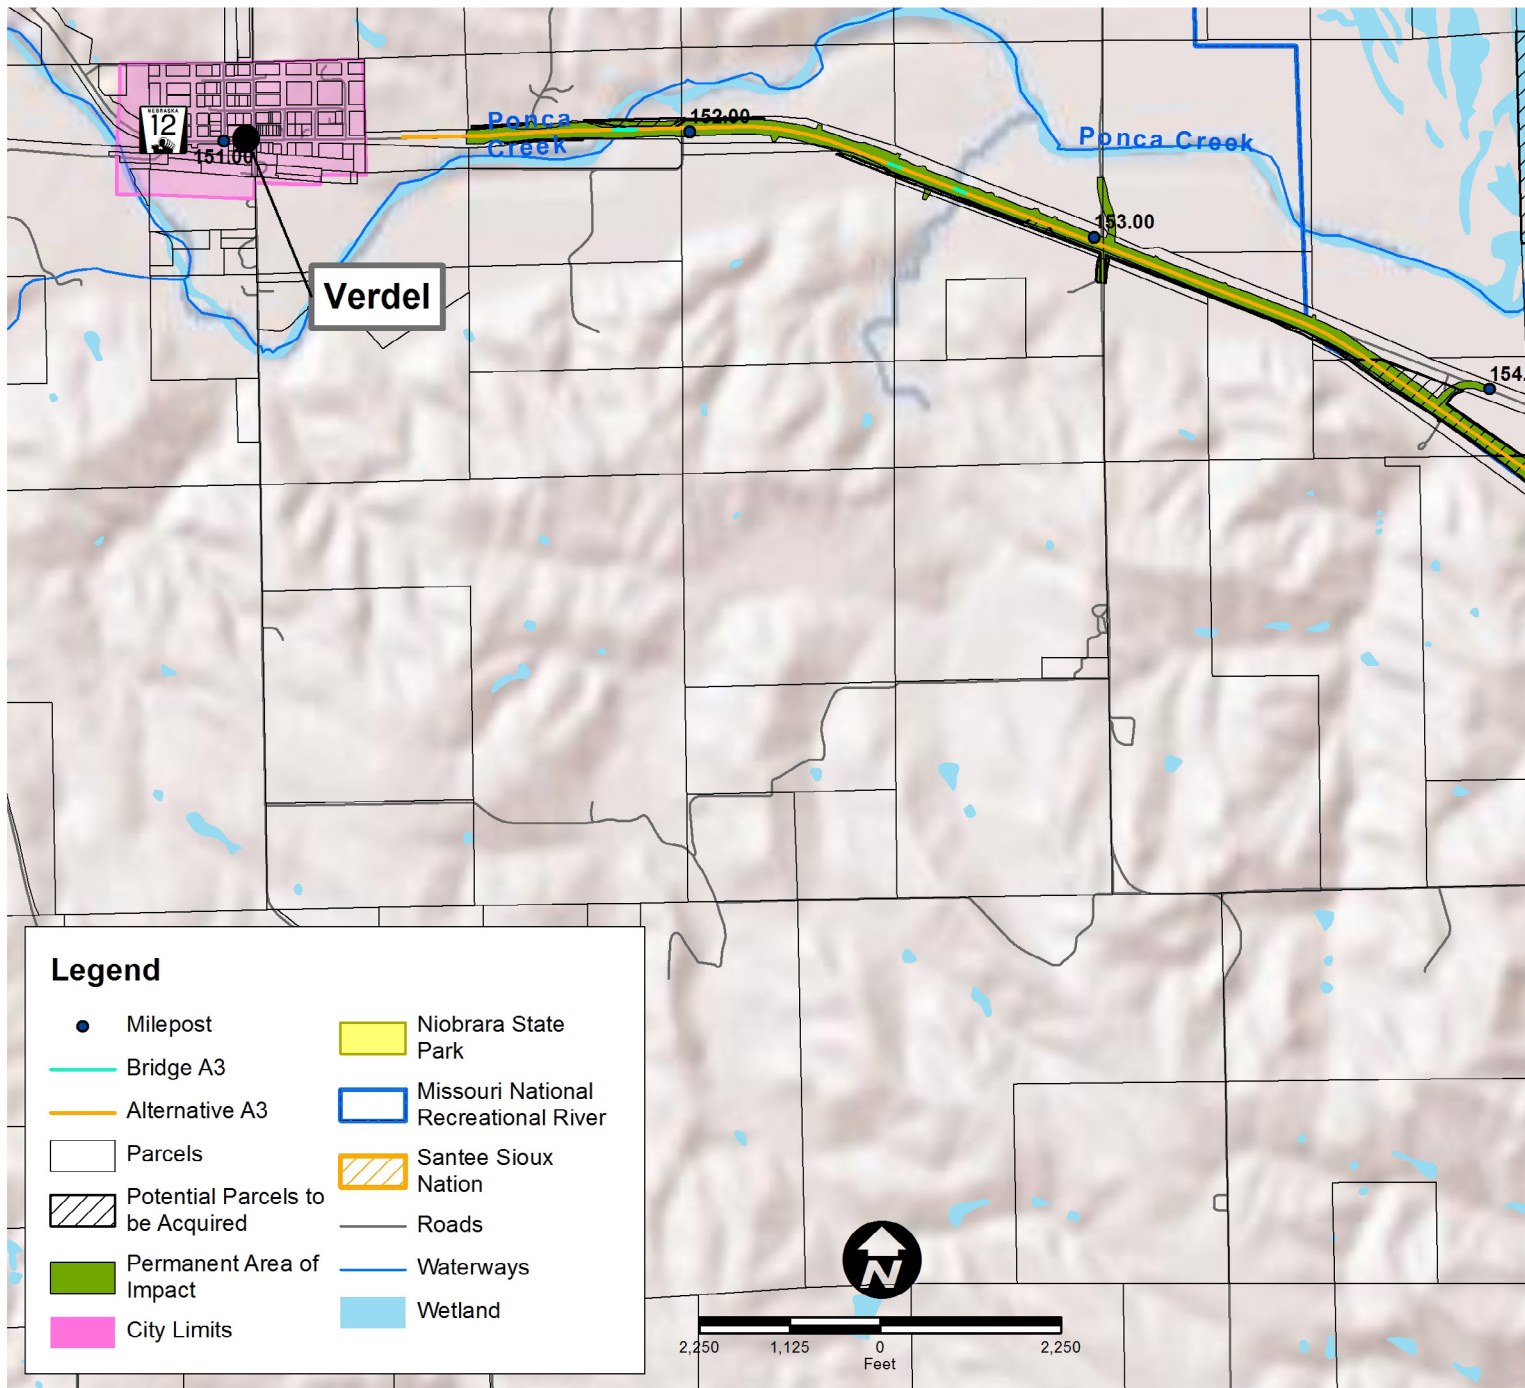 NEBRASKA
12
151.00
Ponca
Creek
152.00
Ponca Creek
153.00
154.
Verdel
Legend
Milepost
Bridge A3
Alternative A3
Parcels
Potential Parcels to
be Acquired
Permanent Area of
Impact
City Limits
Niobrara State
Park
Missouri National
Recreational River
Santee Sioux
Nation
Roads
Waterways
Wetland
N
2,250
1,125
0
2,250
Feet